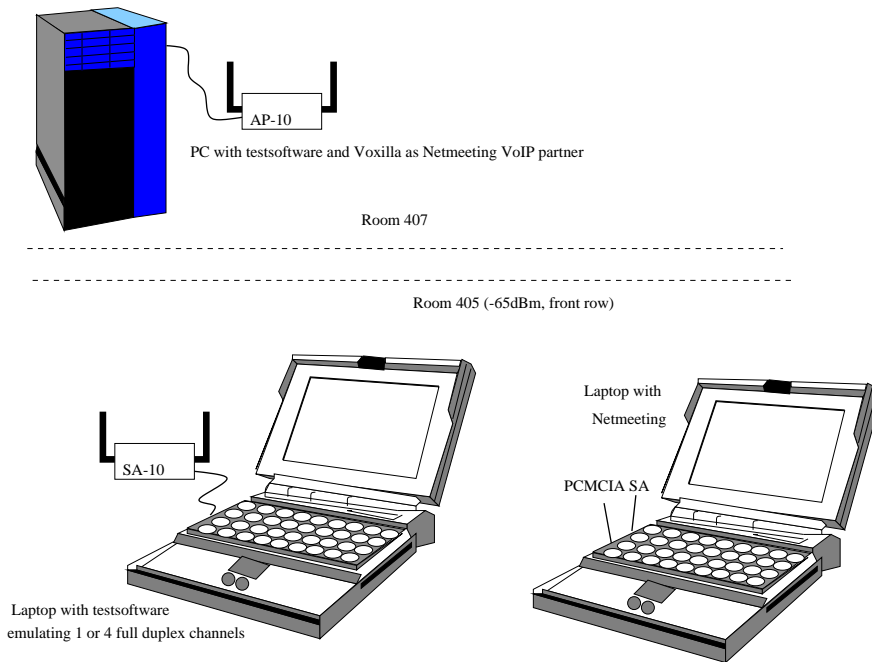 AP-10
PC with testsoftware and Voxilla as Netmeeting VoIP partner
Room 407
Room 405 (-65dBm, front row)
Laptop with
Netmeeting
SA-10
PCMCIA SA
Laptop with testsoftware
emulating 1 or 4 full duplex channels